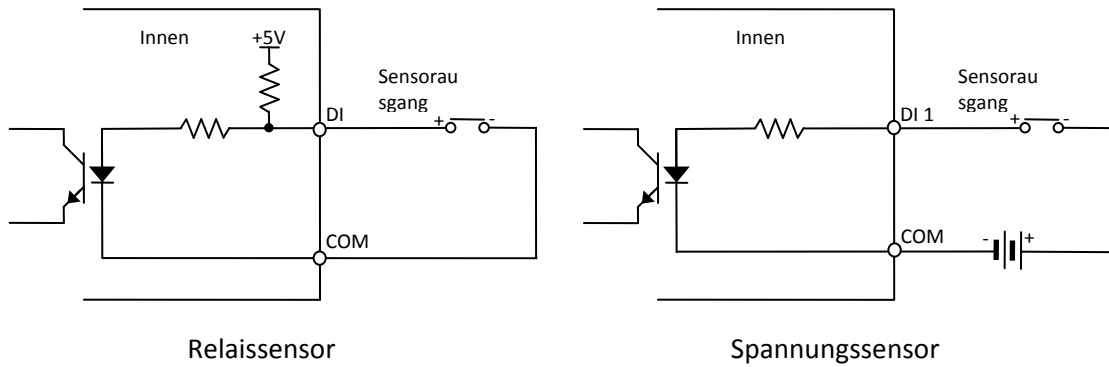 Innen
+5V
Sensorau
sgang
DI
+
-
COM
Relaissensor
Innen
Sensorau
sgang
DI 1
+
-
COM
-
+
Spannungssensor